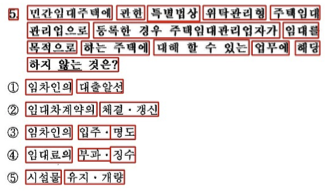 5. 민간임대주택에 관한 특별법상 위탁관리형 주택임대
관리업으로 등록한 경우 주택임대관리업자가 임대를
목적으로 하는 주택에 대해 할 수 있는 업무에 해당
하지 않는 것은?
① 임차인의 대출알선
② 임대차계약의 체결·갱신
③ 임차인의 입주·명도
④ 임대료의 부과·징수
⑤ 시설물 유지·개량